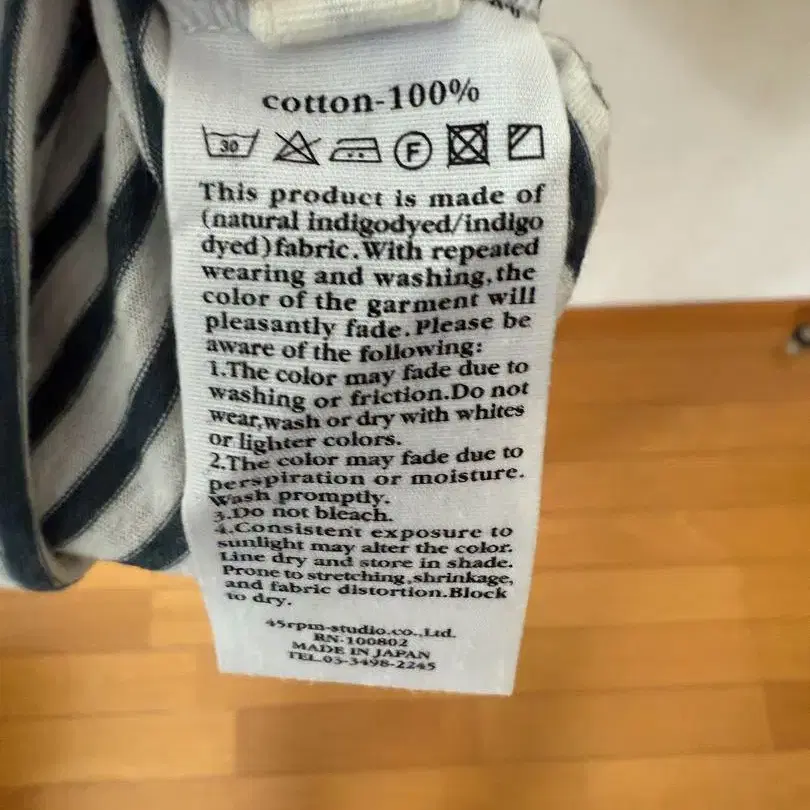 cotton-100%
30 F
This product is made of
(natural indigodyed/indigo
dyed)fabric.With repeated
wearing and washing,the
color of the garment will
pleasantly fade.Please be
aware of the following:
1.The color may fade due to
washing or friction.Do not
wear,wash or dry with whites
or lighter colors.
2.The color may fade due to
perspiration or moisture.
Wash promptly.
3.Do not bleach.
4.Consistent exposure to
sunlight may alter the color.
Line dry and store in shade.
Prone to stretching,shrinkage,
and fabric distortion.Block
to dry.
45rpm-studio.co.,Ltd.
RN-100802
MADE IN JAPAN
TEL.03-3498-2245